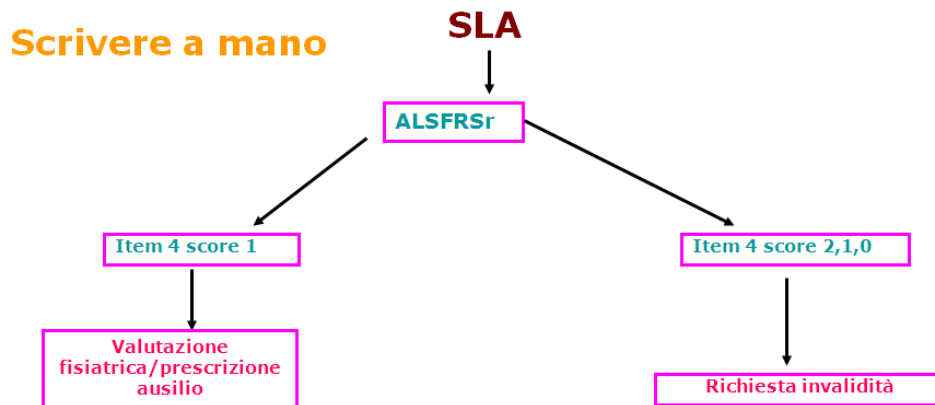 Scrivere a mano
SLA
ALSFRSr
Item 4 score 1
Item 4 score 2,1,0
Valutazione
fisiatrica/prescrizione
ausilio
Richiesta invalidità